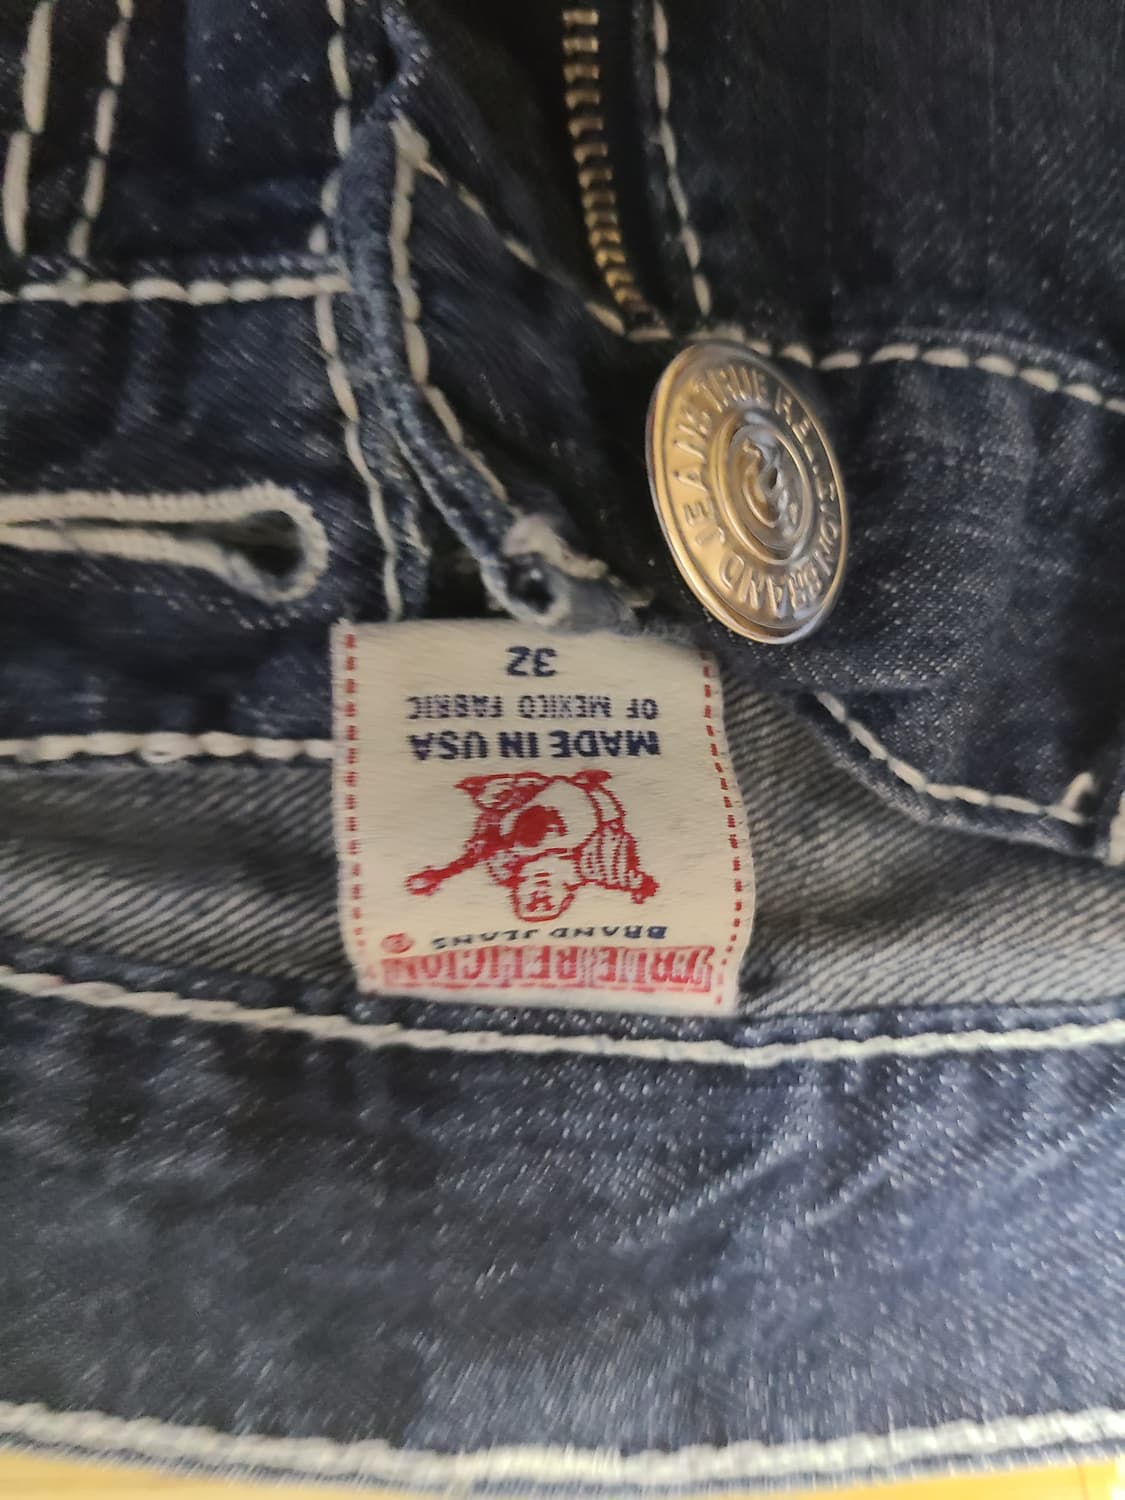 TRUE RELIGION
BRAND JEANS ®
MADE IN USA
OF MEXICO FABRIC
32
TRUE RELIGION BRAND JEANS